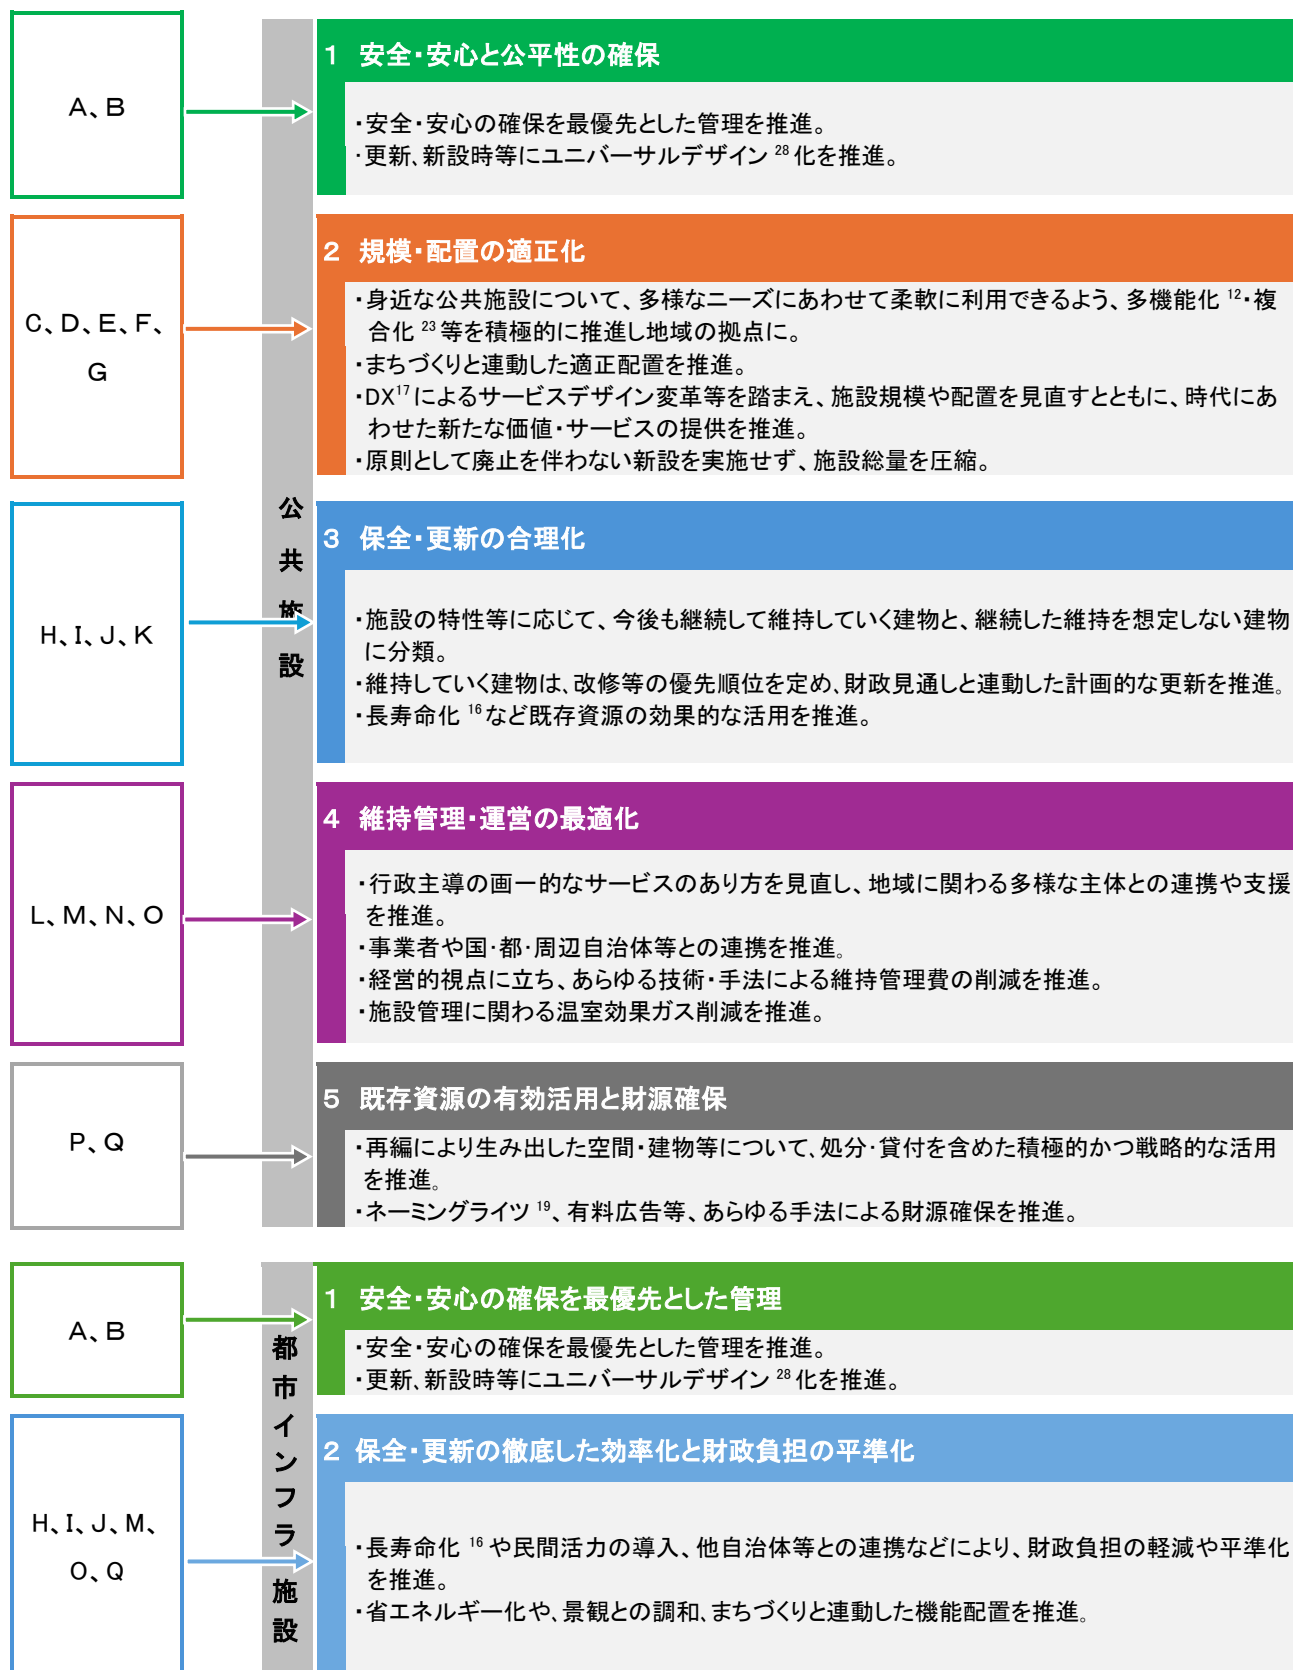 A、B
1 安全・安心と公平性の確保
・安全・安心の確保を最優先とした管理を推進。
・更新、新設時等にユニバーサルデザイン 28 化を推進。
C、D、E、F、
G
2 規模・配置の適正化
・身近な公共施設について、多様なニーズにあわせて柔軟に利用できるよう、多機能化 12・複
合化 23 等を積極的に推進し地域の拠点に。
・まちづくりと連動した適正配置を推進。
・DX17 によるサービスデザイン変革等を踏まえ、施設規模や配置を見直すとともに、時代にあ
わせた新たな価値・サービスの提供を推進。
・原則として廃止を伴わない新設を実施せず、施設総量を圧縮。
公共施設
H、I、J、K
3 保全・更新の合理化
・施設の特性等に応じて、今後も継続して維持していく建物と、継続した維持を想定しない建物
に分類。
・維持していく建物は、改修等の優先順位を定め、財政見通しと連動した計画的な更新を推進。
・長寿命化 16 など既存資源の効果的な活用を推進。
L、M、N、O
4 維持管理・運営の最適化
・行政主導の画一的なサービスのあり方を見直し、地域に関わる多様な主体との連携や支援
を推進。
・事業者や国・都・周辺自治体等との連携を推進。
・経営的視点に立ち、あらゆる技術・手法による維持管理費の削減を推進。
・施設管理に関わる温室効果ガス削減を推進。
P、Q
5 既存資源の有効活用と財源確保
・再編により生み出した空間・建物等について、処分・貸付を含めた積極的かつ戦略的な活用
を推進。
・ネーミングライツ 19、有料広告等、あらゆる手法による財源確保を推進。
A、B
1 安全・安心の確保を最優先とした管理
・安全・安心の確保を最優先とした管理を推進。
・更新、新設時等にユニバーサルデザイン 28 化を推進。
都市インフラ施設
H、I、J、M、
O、Q
2 保全・更新の徹底した効率化と財政負担の平準化
・長寿命化 16 や民間活力の導入、他自治体等との連携などにより、財政負担の軽減や平準化
を推進。
・省エネルギー化や、景観との調和、まちづくりと連動した機能配置を推進。